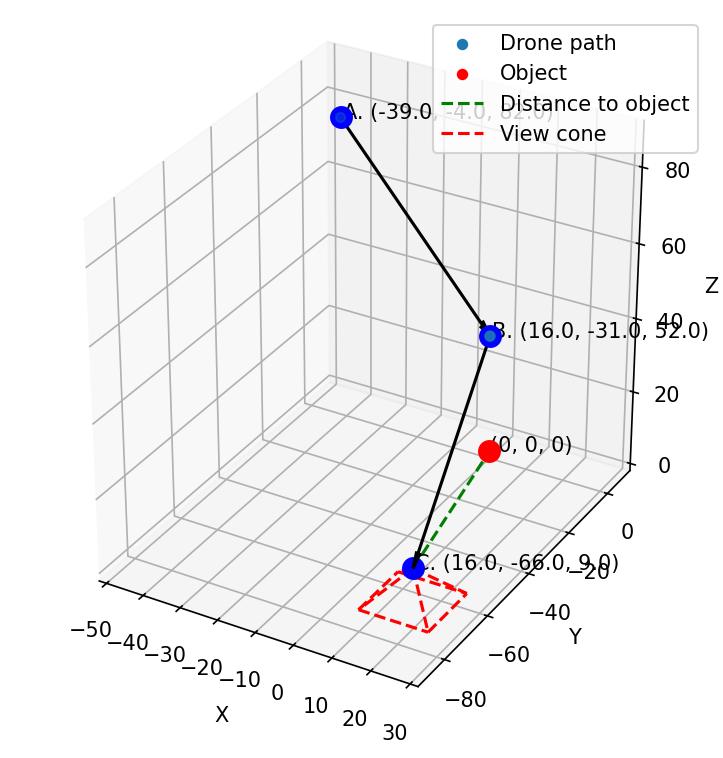 Drone path
Object
Distance to object
View cone
A. (-39.0, -4.0, 82.0)
B. (16.0, -31.0, 52.0)
(0, 0, 0)
C. (16.0, -66.0, 9.0)
80
60
40
20
0
Z
0
−20
−40
−60
−80
Y
−50
−40
−30
−20
−10
0
10
20
30
X